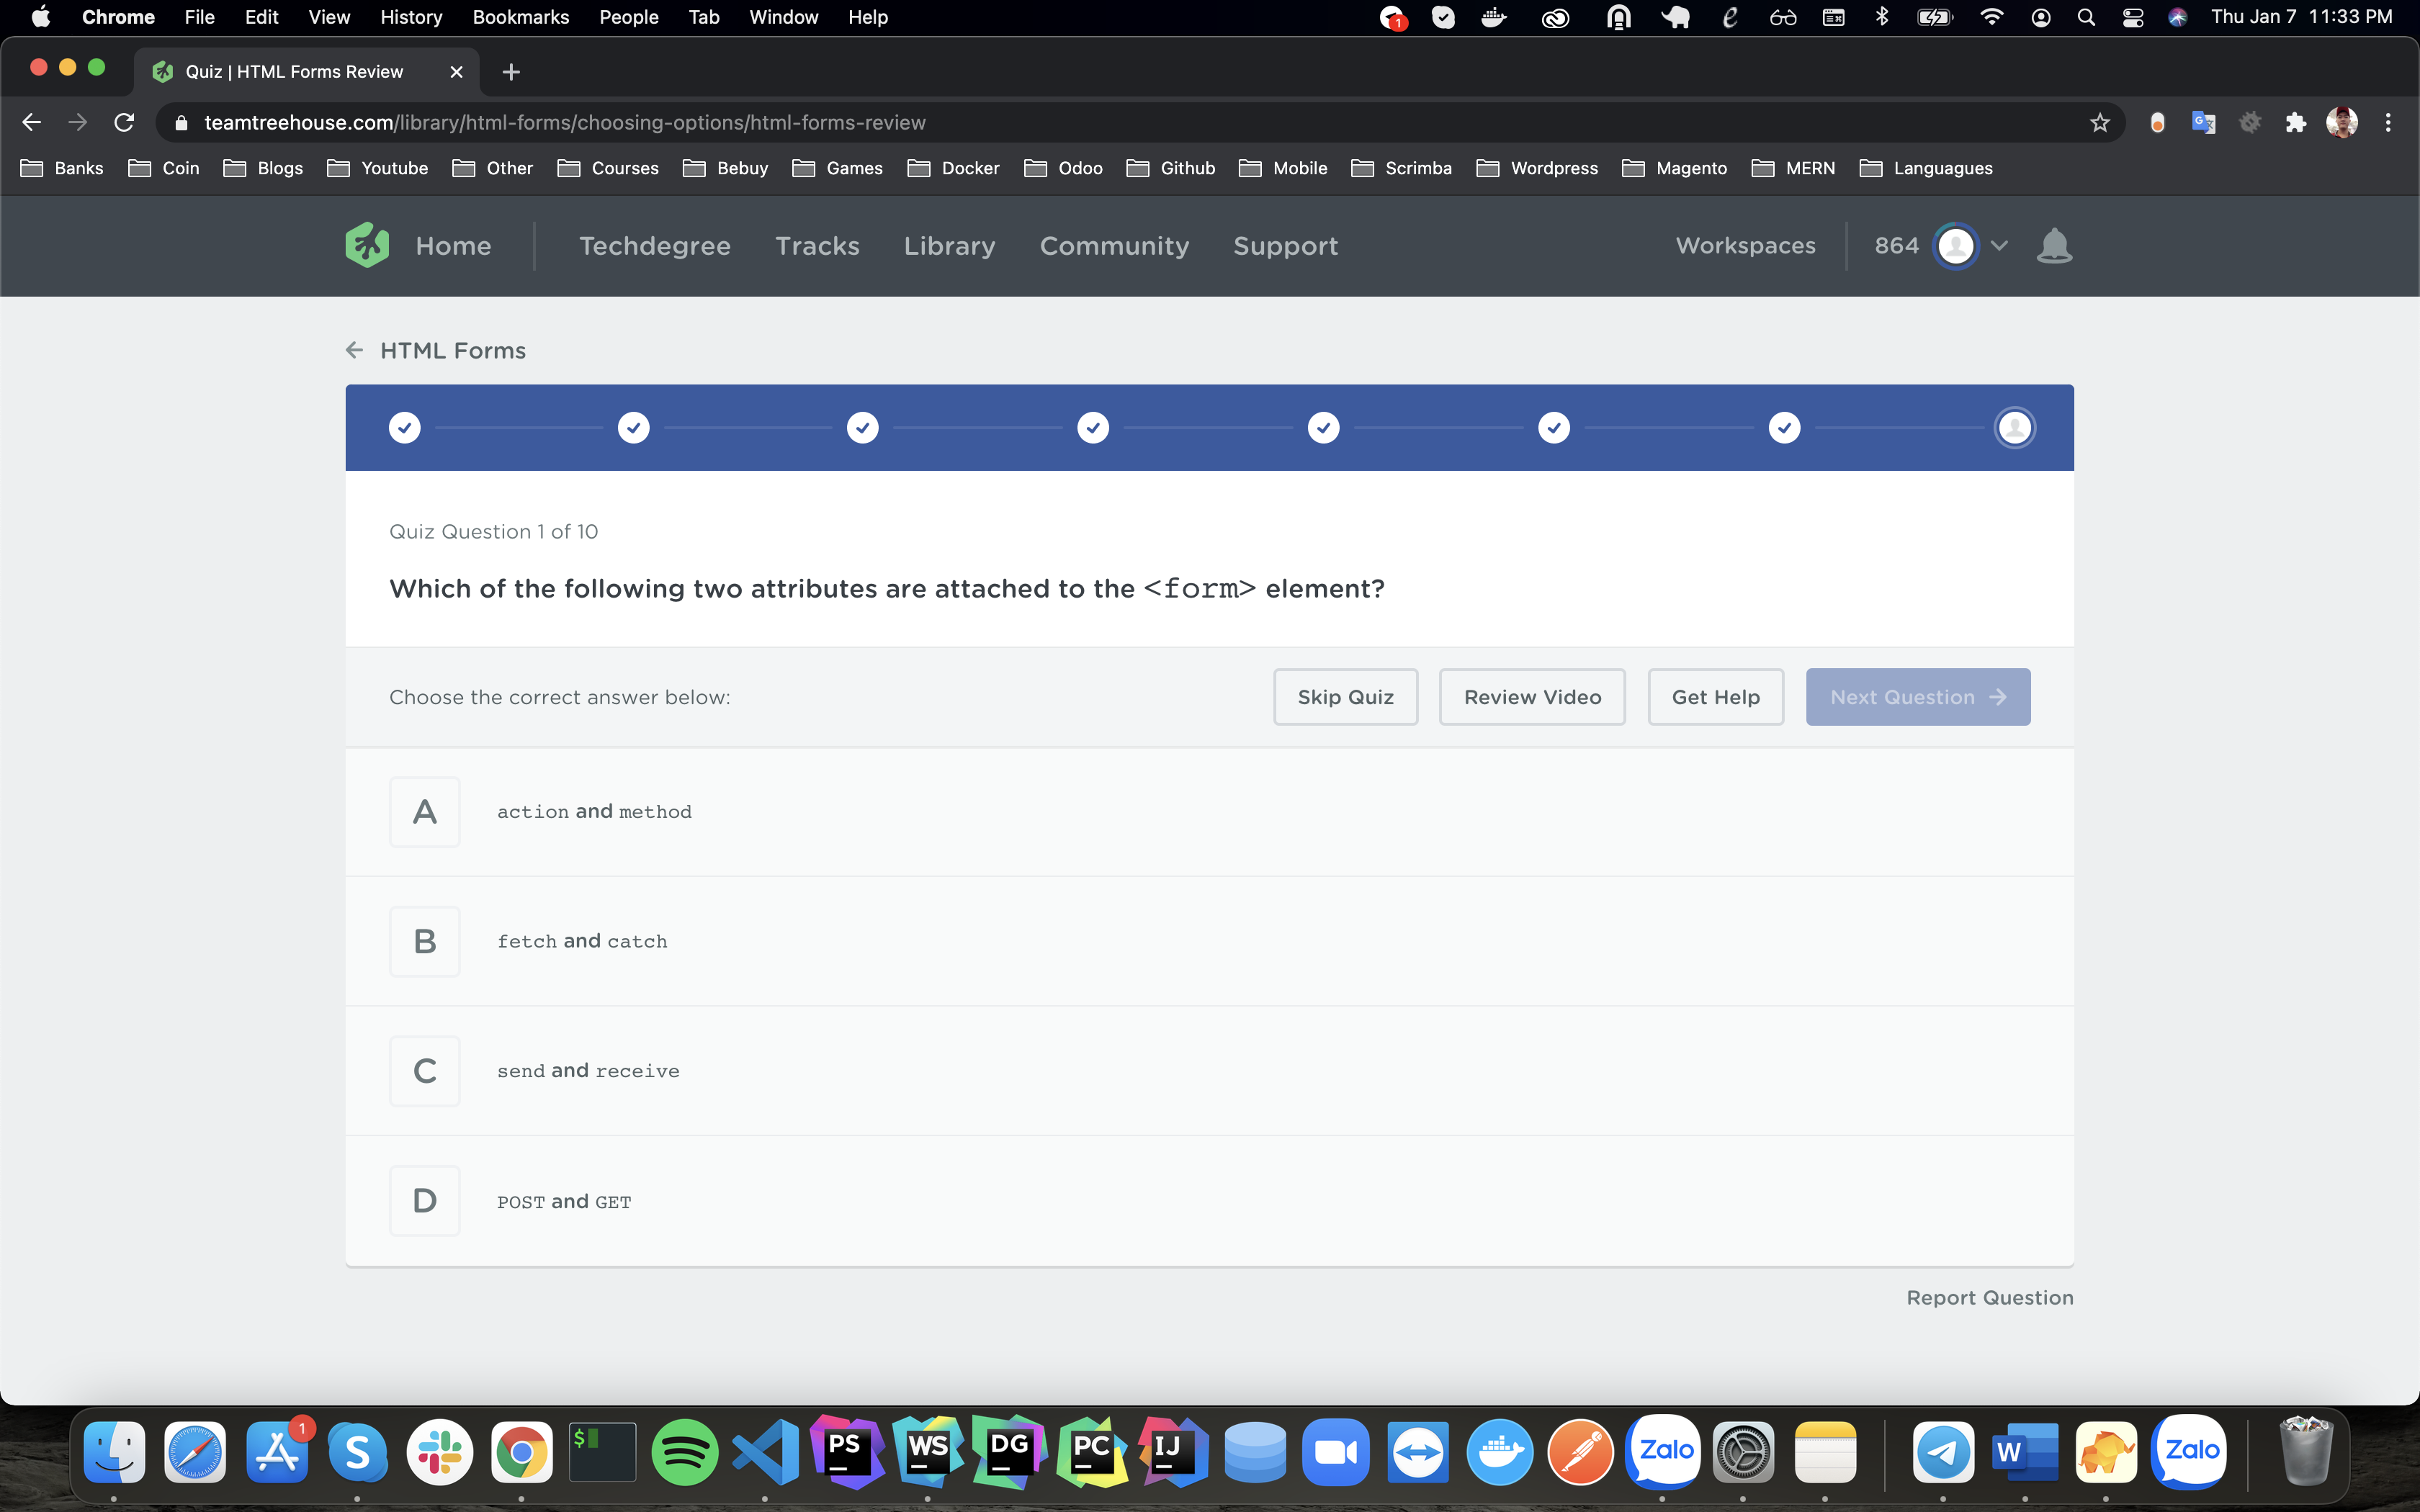 Chrome File Edit View History Bookmarks People Tab Window Help 1 Thu Jan 7 11:33 PM
Quiz | HTML Forms Review
teamtreehouse.com/library/html-forms/choosing-options/html-forms-review
Banks Coin Blogs Youtube Other Courses Bebuy Games Docker Odoo Github Mobile Scrimba Wordpress Magento MERN Languagues
Home Techdegree Tracks Library Community Support Workspaces 864
HTML Forms
Quiz Question 1 of 10
Which of the following two attributes are attached to the <form> element?
Choose the correct answer below: Skip Quiz Review Video Get Help Next Question
A action and method
B fetch and catch
C send and receive
D POST and GET
Report Question
1 S $ PS WS DG PC IJ Zalo W Zalo